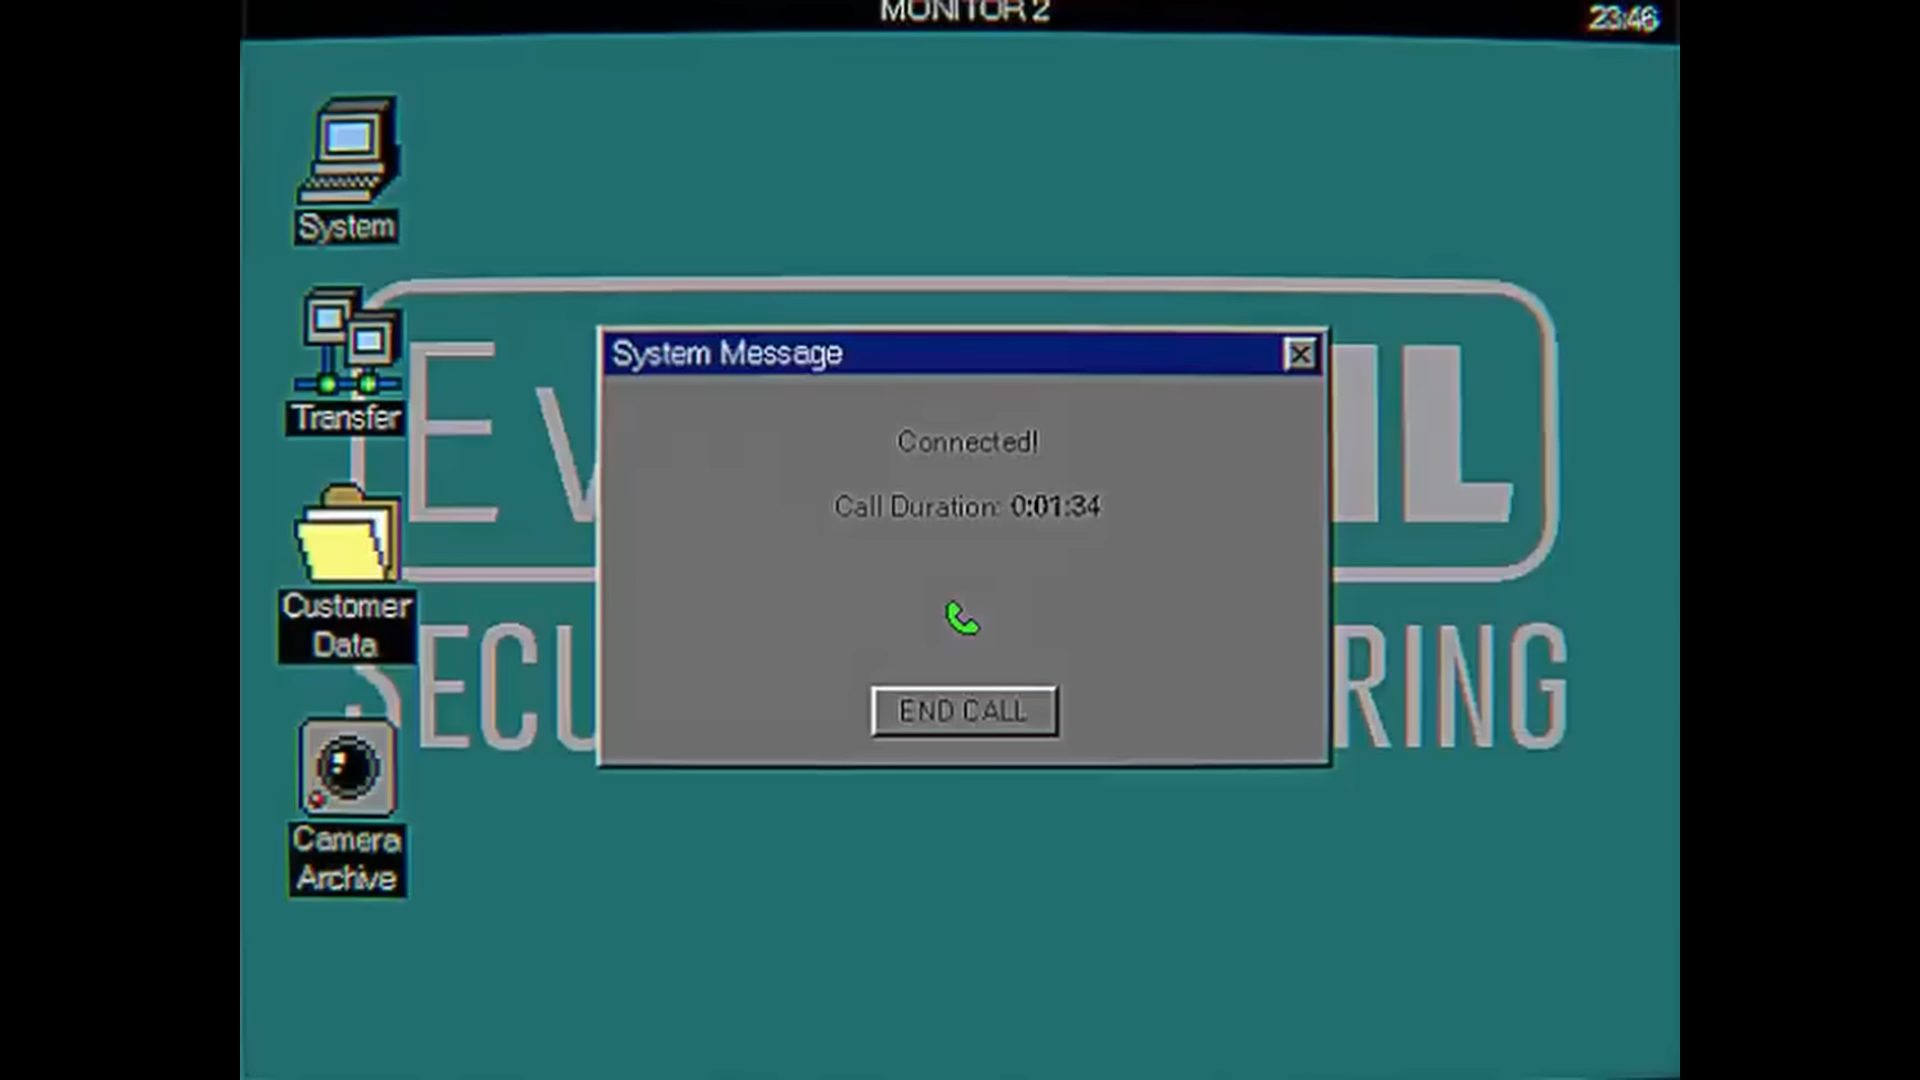 MONITOR 2
23:46
System
Transfer
Customer
Data
Camera
Archive
System Message
Connected!
Call Duration: 0:01:34
END CALL